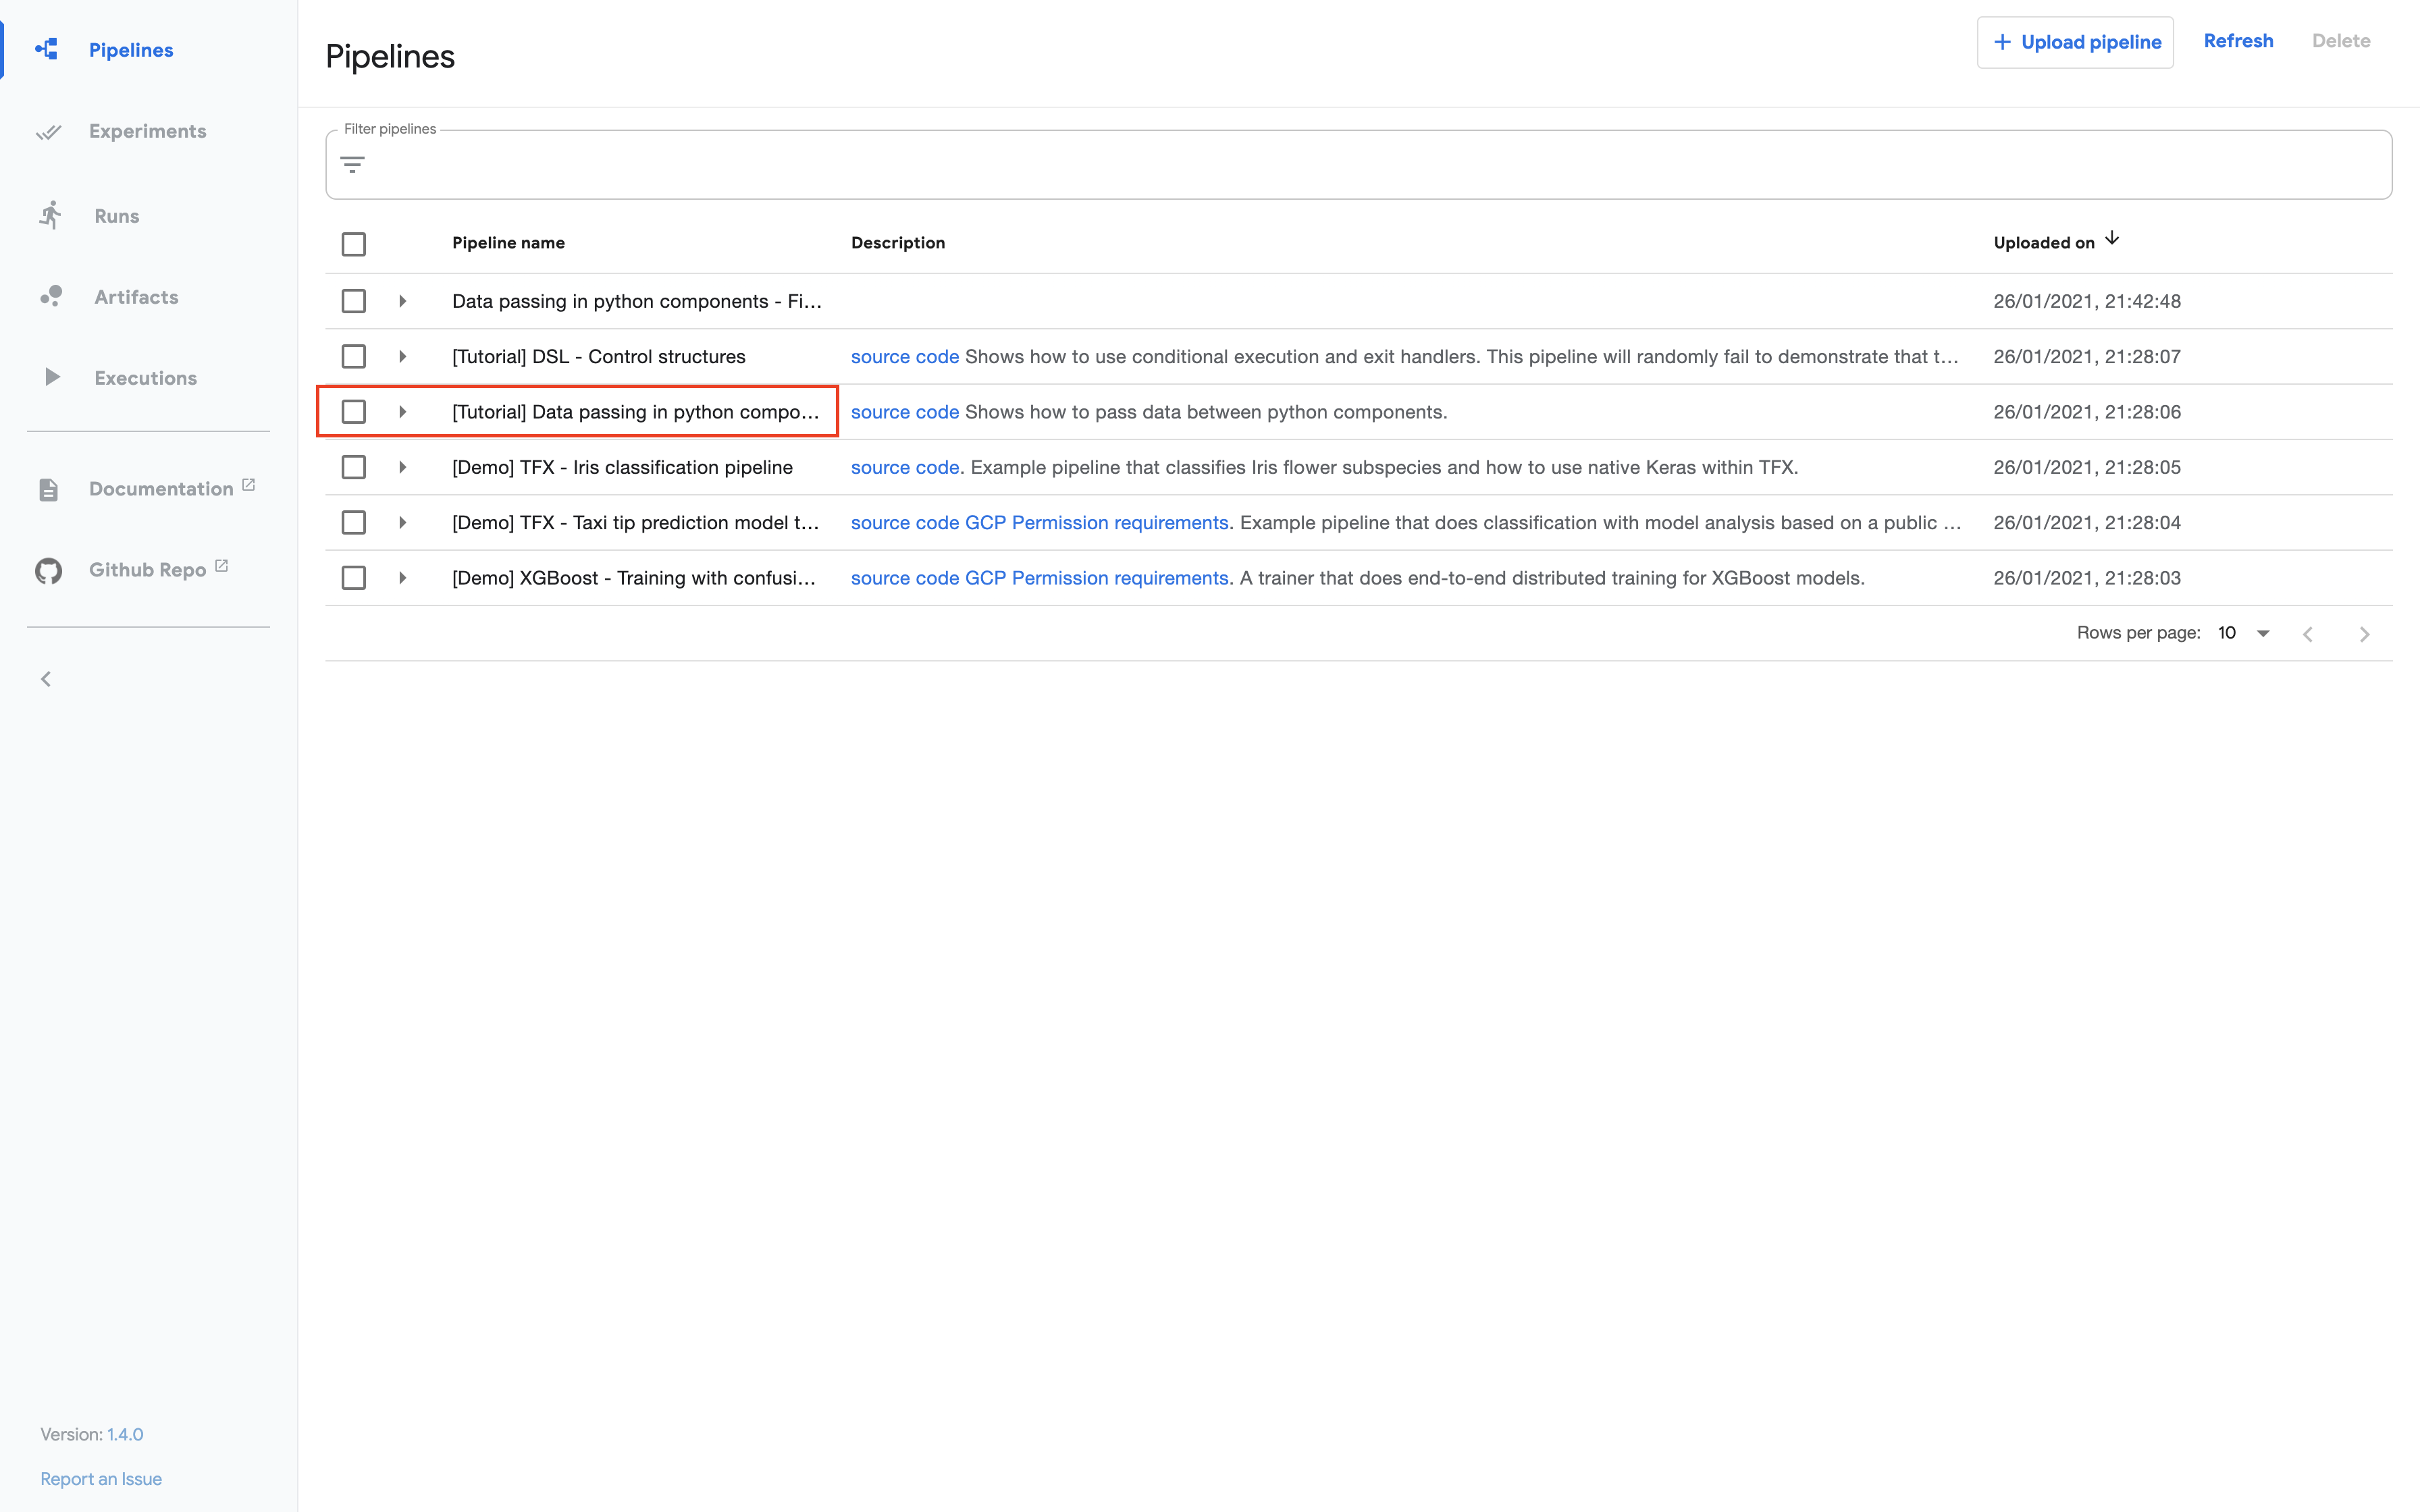 Pipelines
Experiments
Runs
Artifacts
Executions
Documentation
Github Repo
Version: 1.4.0
Report an Issue
Pipelines
+ Upload pipeline Refresh Delete
Filter pipelines
Pipeline name Description Uploaded on
Data passing in python components - Fi... 26/01/2021, 21:42:48
[Tutorial] DSL - Control structures source code Shows how to use conditional execution and exit handlers. This pipeline will randomly fail to demonstrate that t... 26/01/2021, 21:28:07
[Tutorial] Data passing in python compo... source code Shows how to pass data between python components. 26/01/2021, 21:28:06
[Demo] TFX - Iris classification pipeline source code. Example pipeline that classifies Iris flower subspecies and how to use native Keras within TFX. 26/01/2021, 21:28:05
[Demo] TFX - Taxi tip prediction model t... source code GCP Permission requirements. Example pipeline that does classification with model analysis based on a public ... 26/01/2021, 21:28:04
[Demo] XGBoost - Training with confusi... source code GCP Permission requirements. A trainer that does end-to-end distributed training for XGBoost models. 26/01/2021, 21:28:03
Rows per page: 10